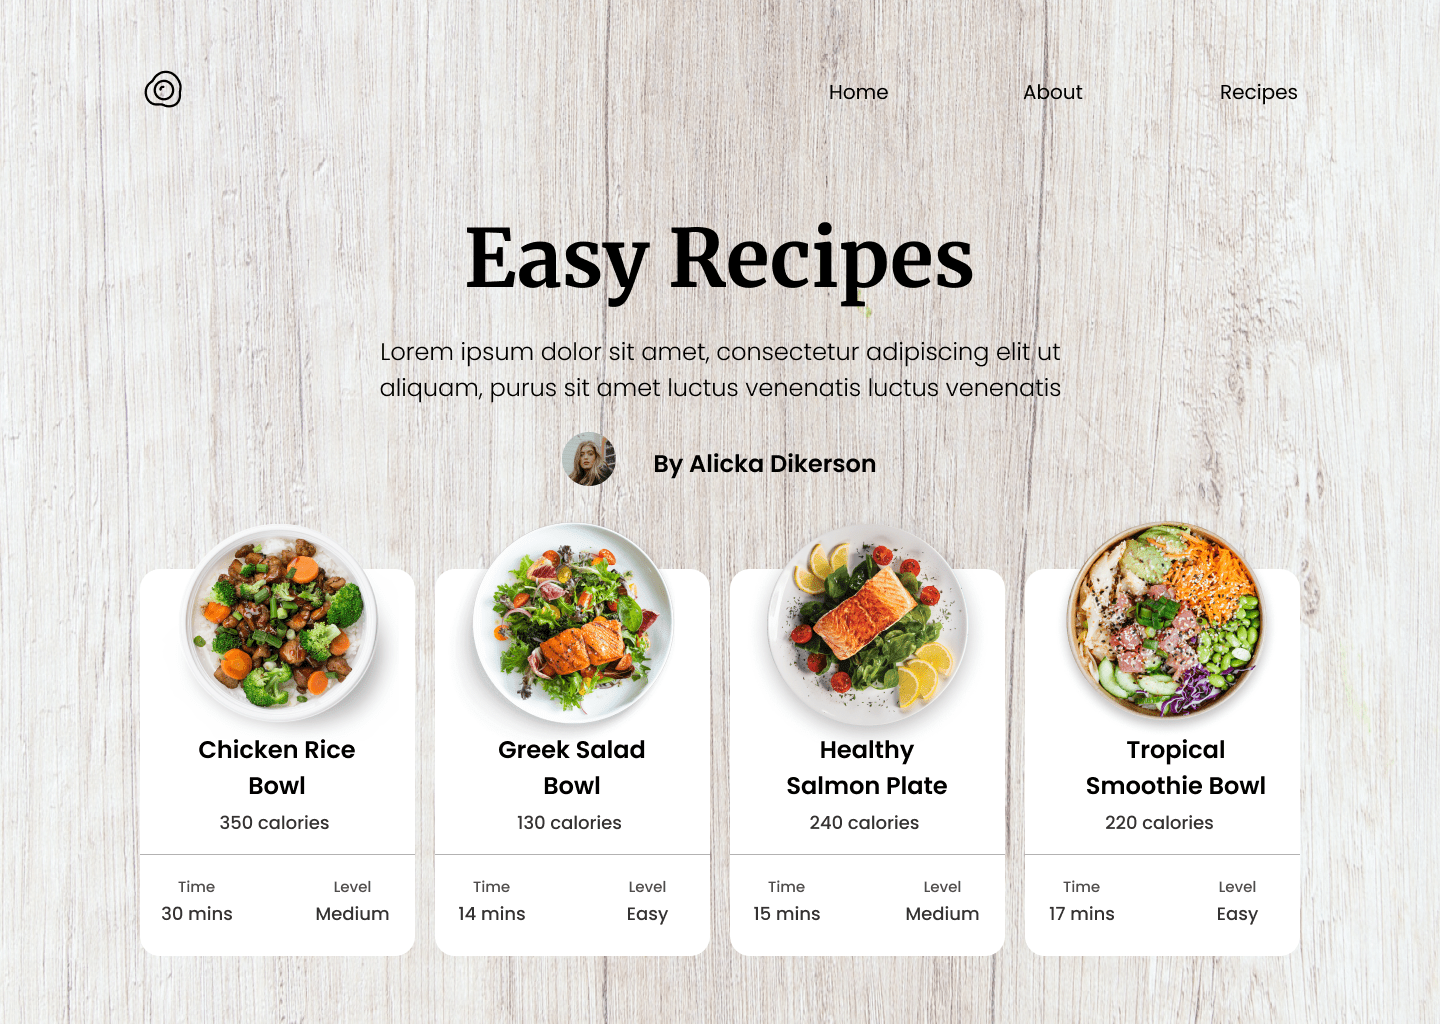 Home
About
Recipes
Easy Recipes
Lorem ipsum dolor sit amet, consectetur adipiscing elit ut
aliquam, purus sit amet luctus venenatis luctus venenatis
By Alicka Dikerson
Chicken Rice
Bowl
350 calories
Time
Level
30 mins
Medium
Greek Salad
Bowl
130 calories
Time
Level
14 mins
Easy
Healthy
Salmon Plate
240 calories
Time
Level
15 mins
Medium
Tropical
Smoothie Bowl
220 calories
Time
Level
17 mins
Easy